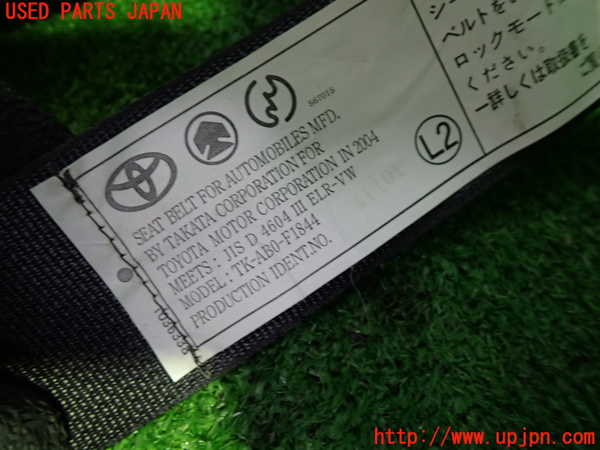 USED PARTS JAPAN
ベルトを
ロックモード
ください。
ー詳しくは取扱書を
S6701S
L2
SEAT BELT FOR AUTOMOBILES MFD.
BY TAKATA CORPORATION FOR
TOYOTA MOTOR CORPORATION IN 2004
MEETS: JIS D 4604 III ELR-VW
MODEL: TK-AB0-F1844
PRODUCTION IDENT.NO.
http://www.upjpn.com/